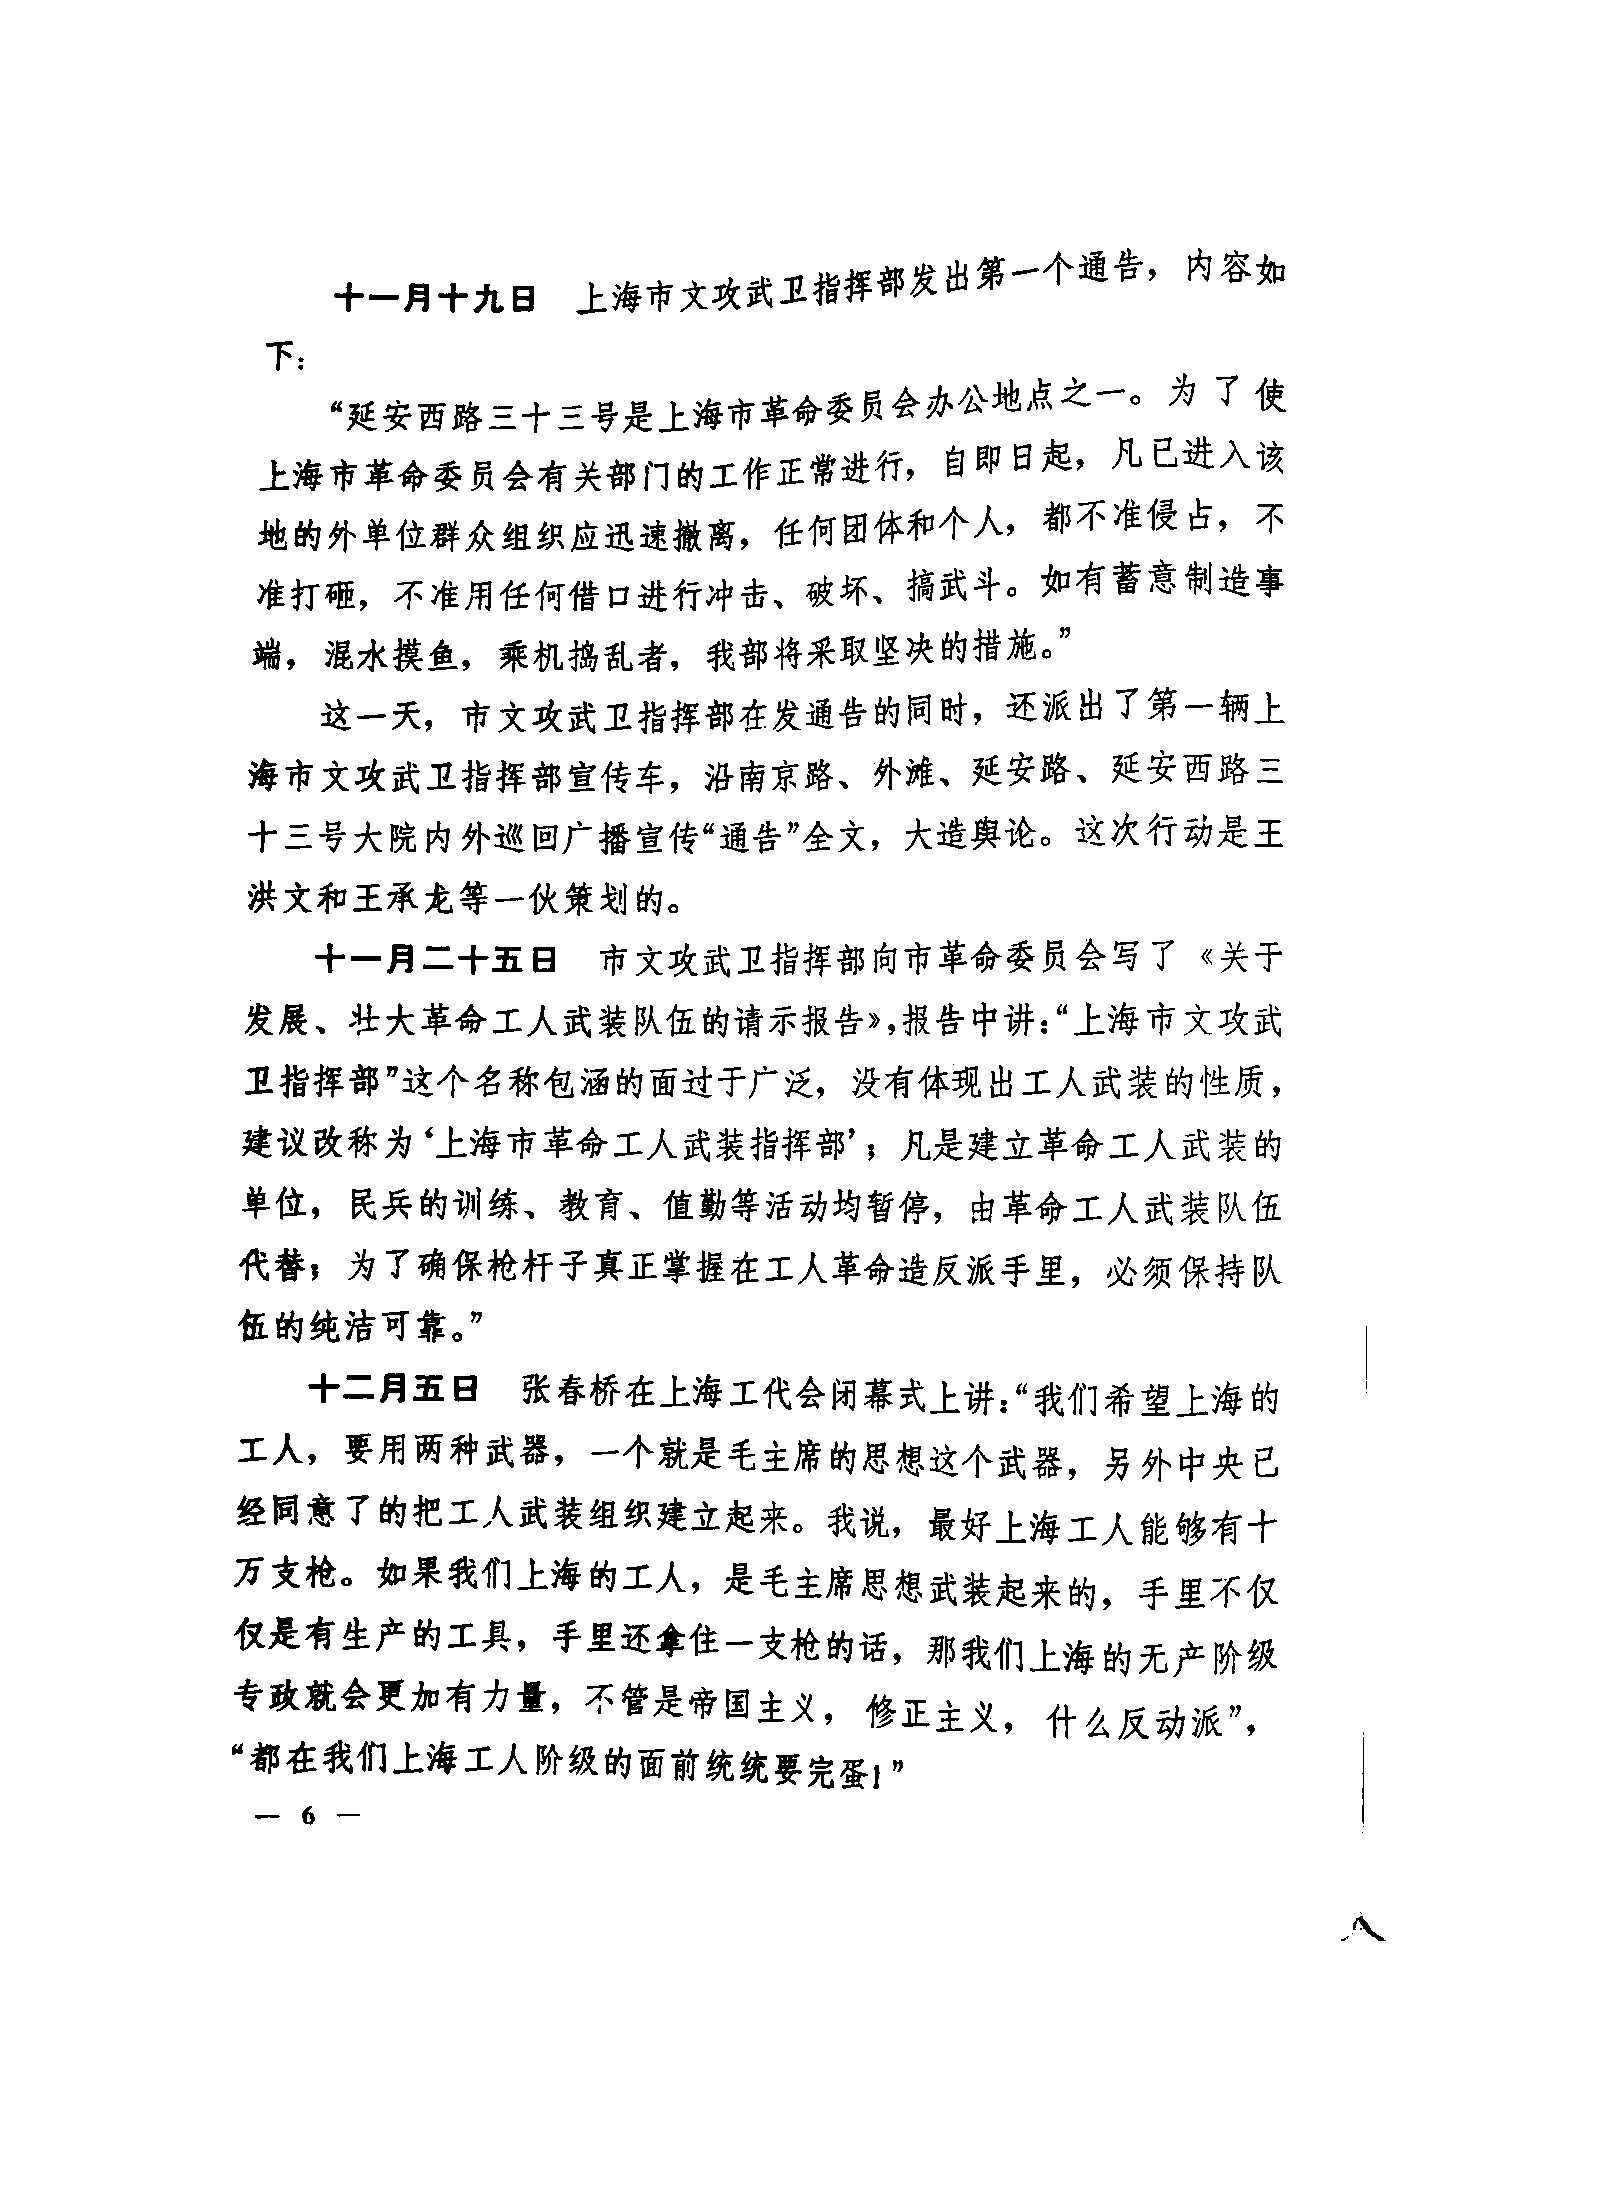 十一月十九日　上海市文攻武卫指挥部发出第一个通告，内容如
下：
“延安西路三十三号是上海市革命委员会办公地点之一。为了使
上海市革命委员会有关部门的工作正常进行，自即日起，凡已进入该
地的外单位群众组织应迅速撤离，任何团体和个人，都不准侵占，不
准打砸，不准用任何借口进行冲击、破坏、搞武斗。如有蓄意制造事
端，混水摸鱼，乘机捣乱者，我部将采取坚决的措施。”
这一天，市文攻武卫指挥部在发通告的同时，还派出了第一辆上
海市文攻武卫指挥部宣传车，沿南京路、外滩、延安路、延安西路三
十三号大院内外巡回广播宣传“通告”全文，大造舆论。这次行动是王
洪文和王承龙等一伙策划的。
十一月二十五日　市文攻武卫指挥部向市革命委员会写了《关于
发展、壮大革命工人武装队伍的请示报告》，报告中讲：“上海市文攻武
卫指挥部”这个名称包涵的面过于广泛，没有体现出工人武装的性质，
建议改称为‘上海市革命工人武装指挥部’；凡是建立革命工人武装的
单位，民兵的训练、教育、值勤等活动均暂停，由革命工人武装队伍
代替；为了确保枪杆子真正掌握在工人革命造反派手里，必须保持队
伍的纯洁可靠。”
十二月五日　张春桥在上海工代会闭幕式上讲：“我们希望上海的
工人，要用两种武器，一个就是毛主席的思想这个武器，另外中央已
经同意了的把工人武装组织建立起来。我说，最好上海工人能够有十
万支枪。如果我们上海的工人，是毛主席思想武装起来的，手里不仅
仅是有生产的工具，手里还拿住一支枪的话，那我们上海的无产阶级
专政就会更加有力量，不管是帝国主义，修正主义，什么反动派”，
“都在我们上海工人阶级的面前统统要完蛋！”
— 6 —